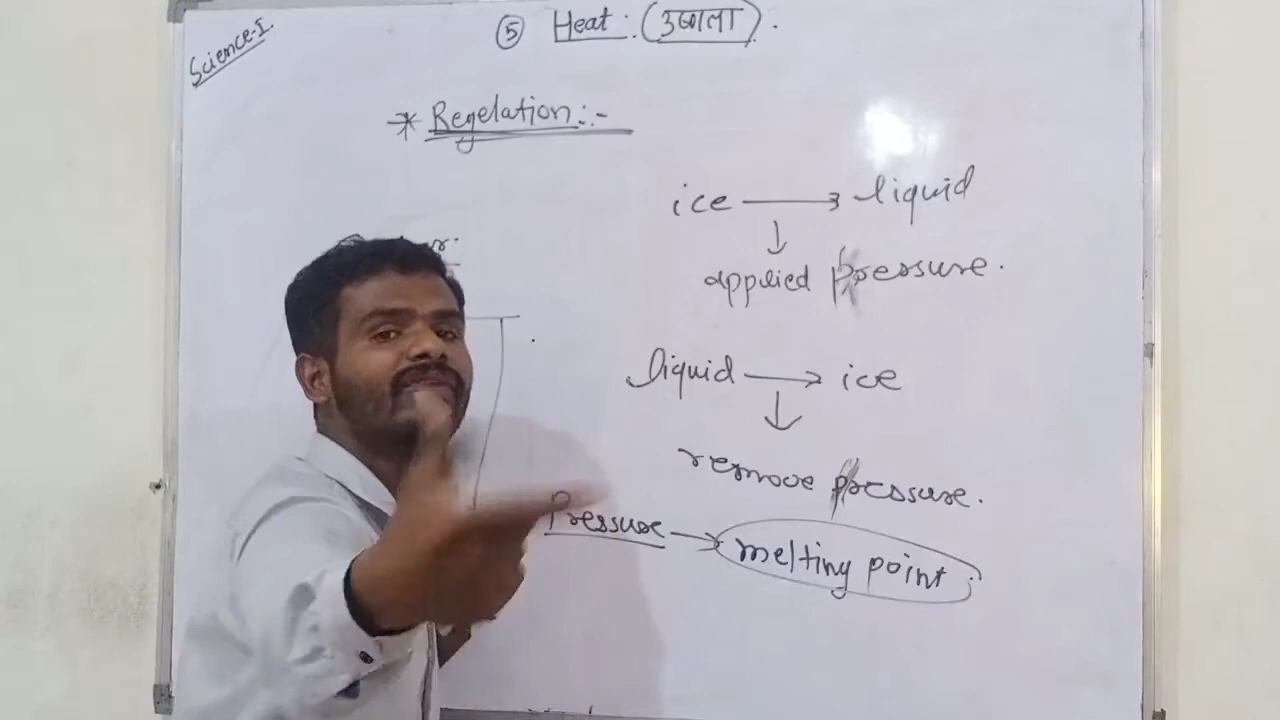 Science-I.
⑤ Heat : (उष्णता).
* Regelation :-
ice → liquid
↓
applied pressure.
liquid → ice
↓
remove pressure.
Pressure → melting point.